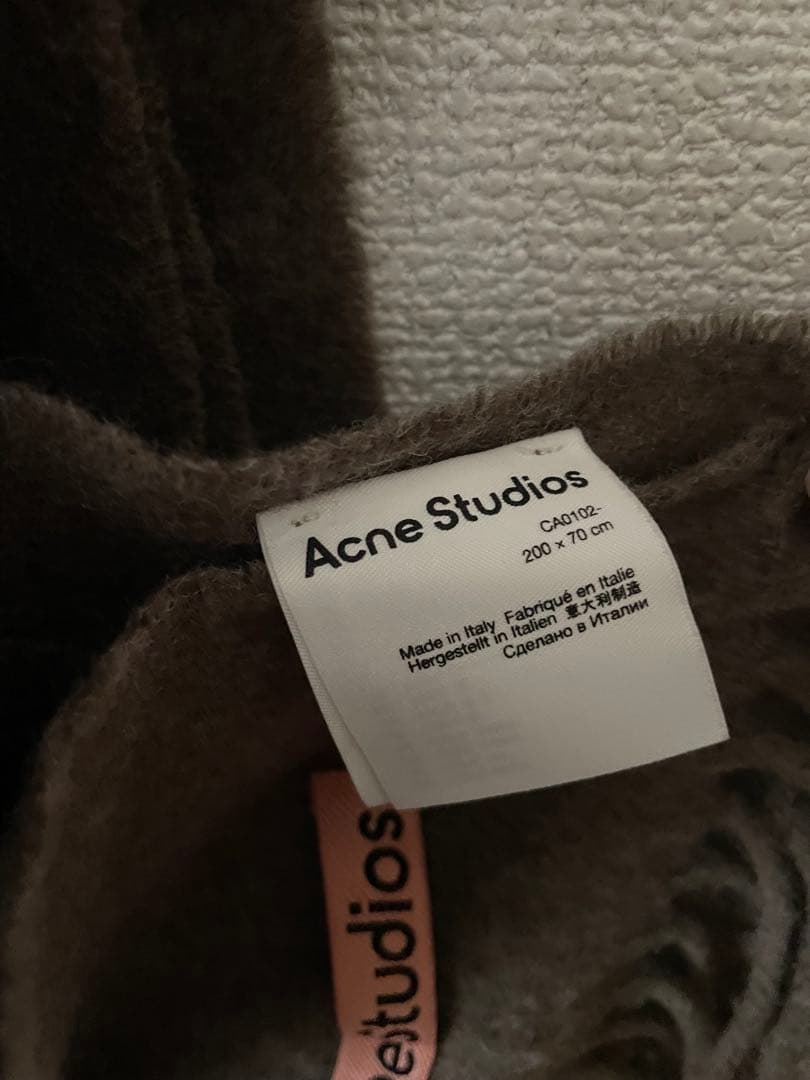 Acne Studios
CA0102-
200 x 70 cm
Made in Italy Fabriqué en Italie
Hergestellt in Italien 意大利制造
Сделано в Италии
Studios